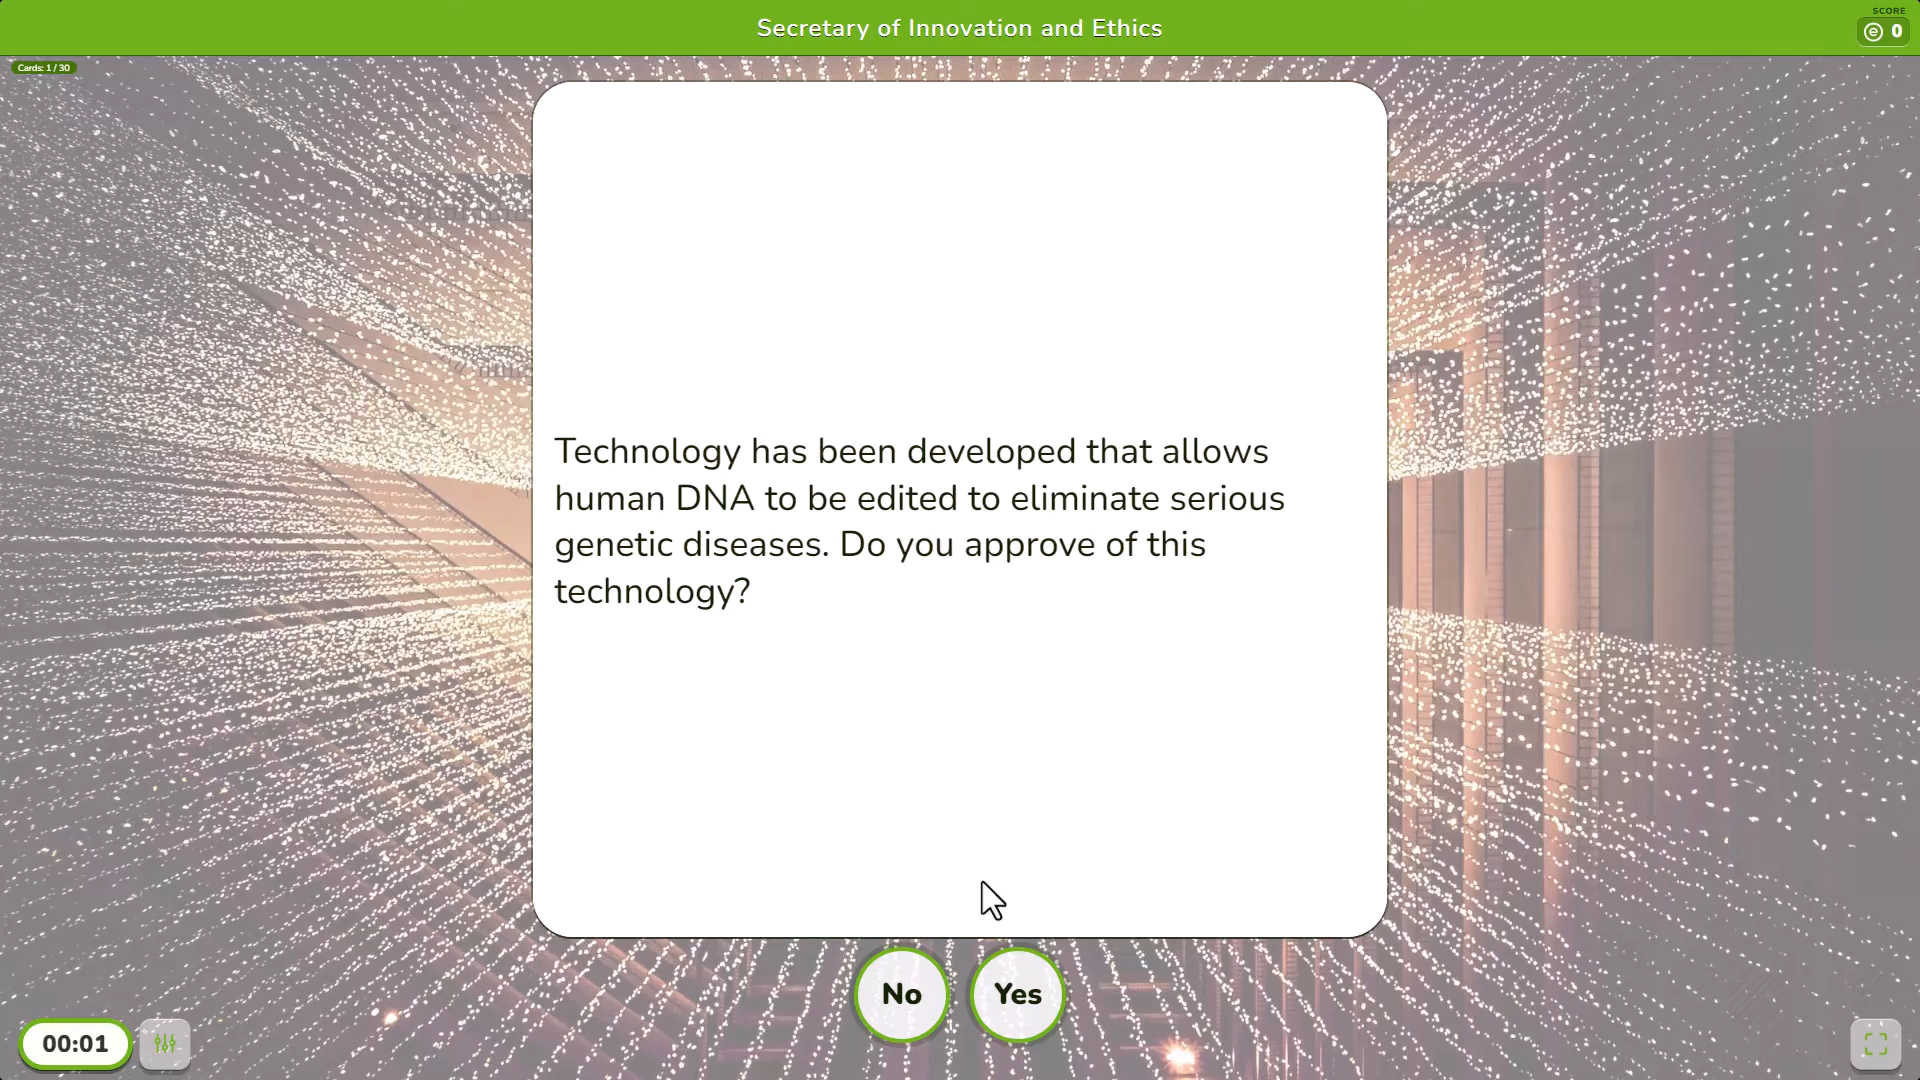 Secretary of Innovation and Ethics
SCORE
0
Cards: 1 / 30
Technology has been developed that allows
human DNA to be edited to eliminate serious
genetic diseases. Do you approve of this
technology?
No
Yes
00:01